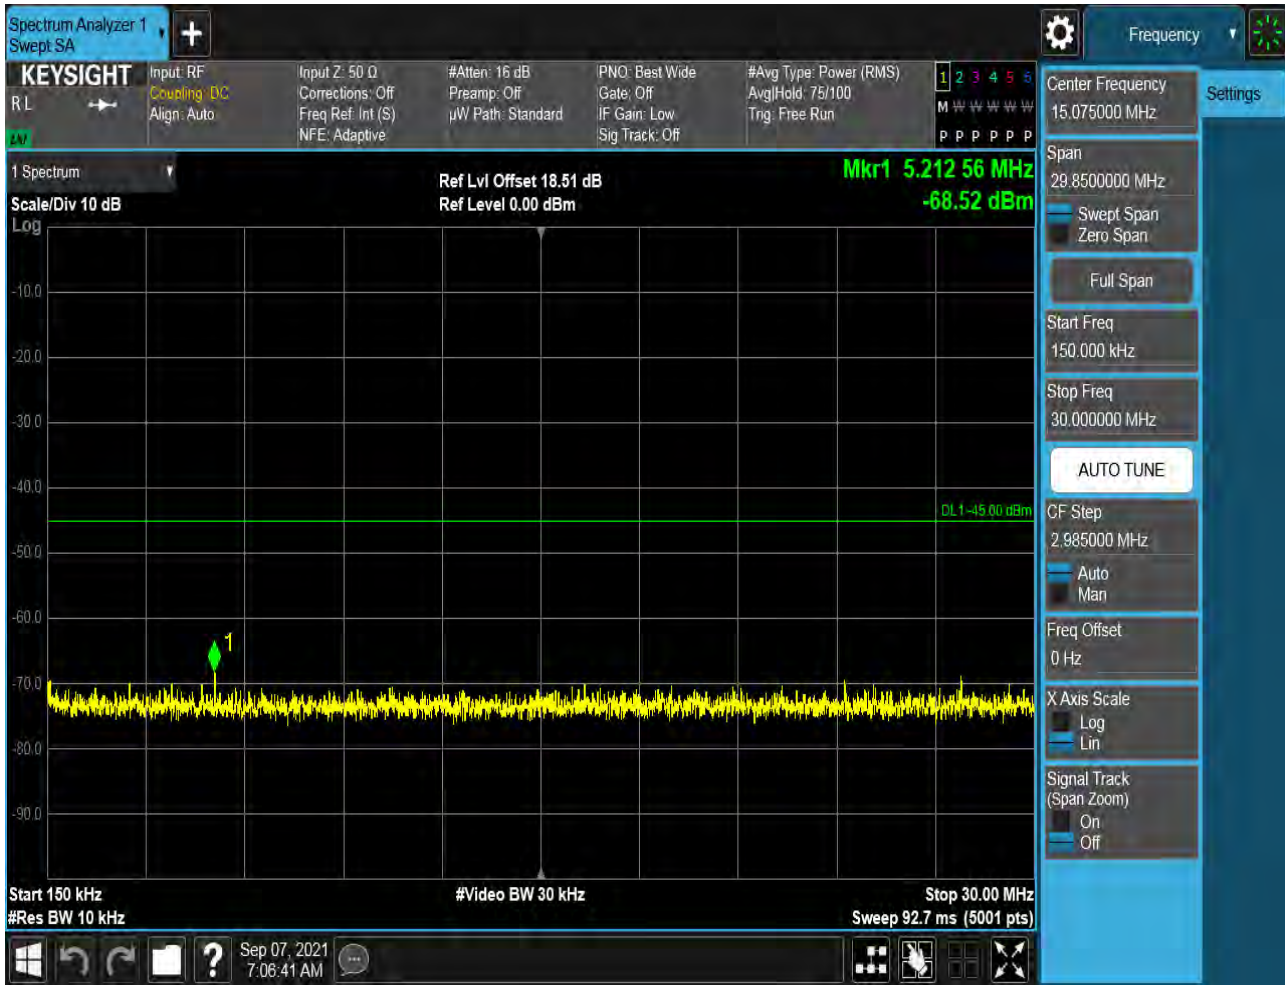 Spectrum Analyzer 1
Swept SA
Frequency
KEYSIGHT
R L
LNI
Input: RF
Coupling: DC
Align: Auto
Input Z: 50 Ω
Corrections: Off
Freq Ref: Int (S)
NFE: Adaptive
#Atten: 16 dB
Preamp: Off
µW Path: Standard
PNO: Best Wide
Gate: Off
IF Gain: Low
Sig Track: Off
#Avg Type: Power (RMS)
Avg|Hold: 75/100
Trig: Free Run
1 2 3 4 5 6
M W W W W W
P P P P P P
1 Spectrum
Scale/Div 10 dB
Log
Ref Lvl Offset 18.51 dB
Ref Level 0.00 dBm
Mkr1 5.212 56 MHz
-68.52 dBm
-10.0
-20.0
-30.0
-40.0
DL1 -45.00 dBm
-50.0
-60.0
1
-70.0
-80.0
-90.0
Start 150 kHz
#Res BW 10 kHz
#Video BW 30 kHz
Stop 30.00 MHz
Sweep 92.7 ms (5001 pts)
Sep 07, 2021
7:06:41 AM
?
Center Frequency
15.075000 MHz
Span
29.8500000 MHz
Swept Span
Zero Span
Full Span
Start Freq
150.000 kHz
Stop Freq
30.000000 MHz
AUTO TUNE
CF Step
2.985000 MHz
Auto
Man
Freq Offset
0 Hz
X Axis Scale
Log
Lin
Signal Track
(Span Zoom)
On
Off
Settings